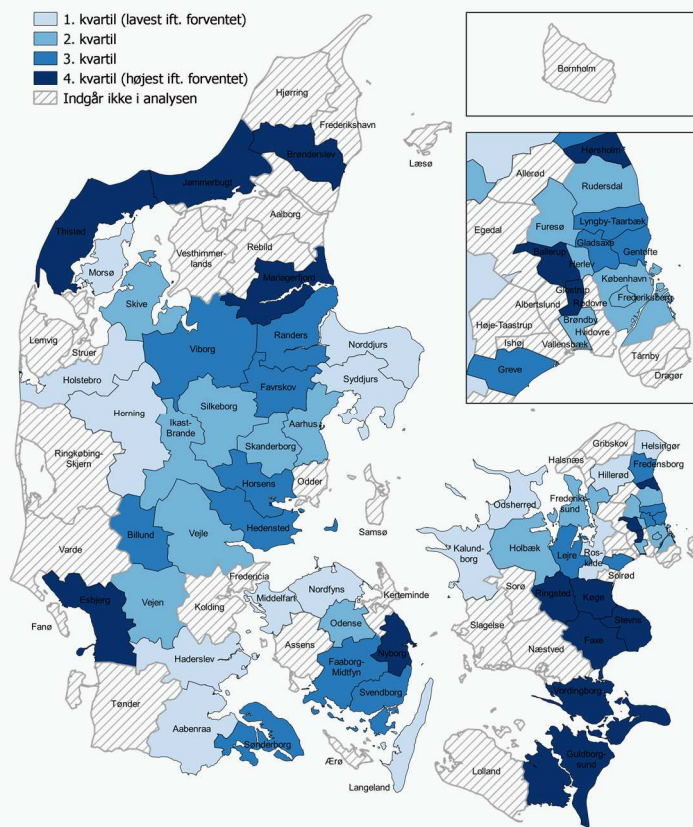 1. kvartil (lavest ift. forventet)
2. kvartil
3. kvartil
4. kvartil (højest ift. forventet)
Indgår ikke i analysen
Hjørring
Frederikshavn
Læsø
Brønderslev
Jammerbugt
Thisted
Aalborg
Vesthimmer-
lands
Rebild
Morsø
Mariagerfjord
Skive
Lemvig
Struer
Viborg
Randers
Norddjurs
Syddjurs
Holstebro
Favrskov
Herning
Silkeborg
Ikast-
Brande
Aarhus
Skanderborg
Ringkøbing-
Skjern
Horsens
Odder
Samsø
Hedensted
Billund
Vejle
Varde
Fredericia
Esbjerg
Vejen
Kolding
Middelfart
Nordfyns
Kerteminde
Fanø
Odense
Assens
Nyborg
Haderslev
Faaborg-
Midtfyn
Svendborg
Tønder
Aabenraa
Sønderborg
Ærø
Langeland
Bornholm
Hørsholm
Allerød
Rudersdal
Egedal
Furesø
Lyngby-Taarbæk
Gladsaxe
Gentofte
Ballerup
Herlev
København
Glostrup
Frederiksberg
Albertslund
Rødovre
Brøndby
Høje-Taastrup
Hvidovre
Ishøj
Vallensbæk
Greve
Tårnby
Dragør
Gribskov
Helsingør
Halsnæs
Fredensborg
Hillerød
Odsherred
Frederiks-
sund
Kalund-
borg
Holbæk
Lejre
Ros-
kilde
Solrød
Sorø
Ringsted
Køge
Slagelse
Stevns
Faxe
Næstved
Vordingborg
Guldborg-
sund
Lolland